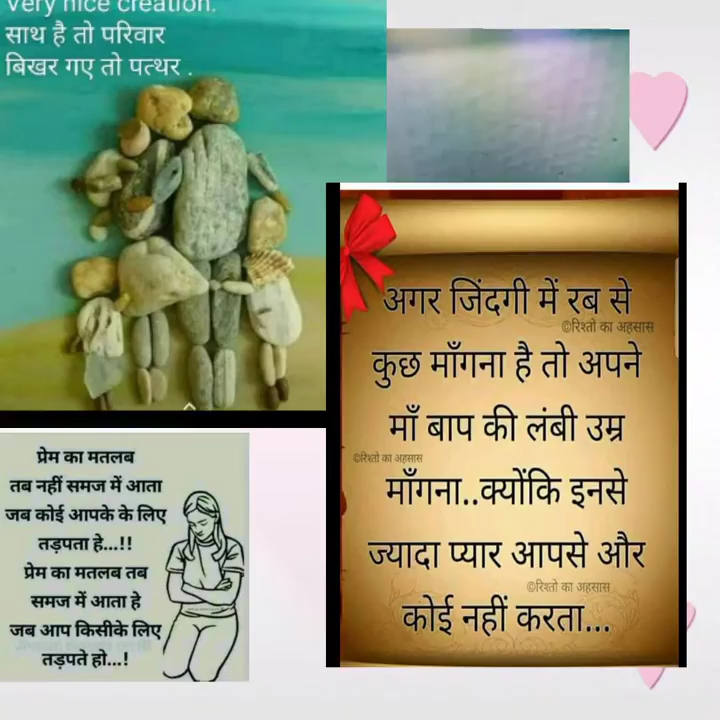 very nice creation.
साथ है तो परिवार
बिखर गए तो पत्थर .
अगर जिंदगी में रब से
©रिश्तो का अहसास
कुछ माँगना है तो अपने
माँ बाप की लंबी उम्र
©रिश्तो का अहसास
माँगना..क्योंकि इनसे
ज्यादा प्यार आपसे और
©रिश्तो का अहसास
कोई नहीं करता...
प्रेम का मतलब
तब नहीं समज में आता
जब कोई आपके के लिए
तड़पता हे...!!
प्रेम का मतलब तब
समज में आता हे
जब आप किसीके लिए
तड़पते हो...!